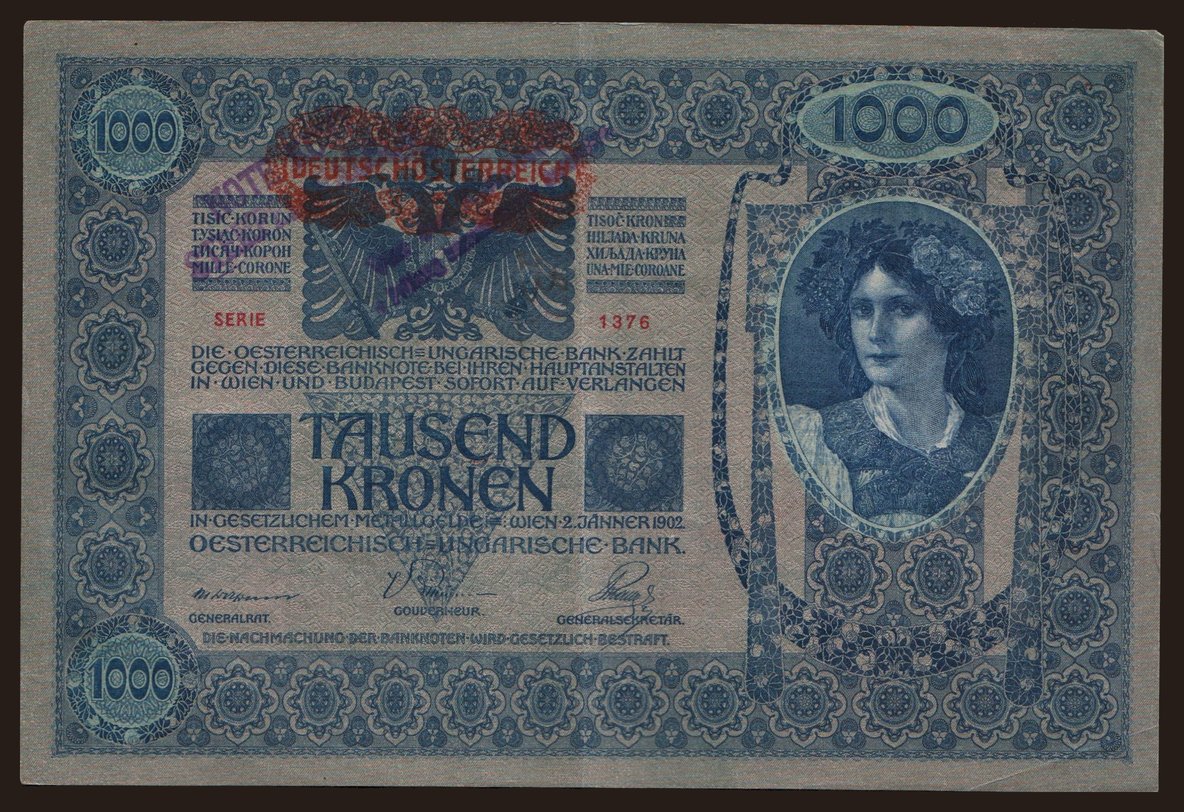 1000
1000
DEUTSCHÖSTERREICH
TISÍC·KORUN
TYSIĄC·KORON
ТИСЯЧ·КОРОН
MILLE·CORONE
TISOČ·KRON
HILJADA·KRUNA
ХИЉАДА·КРУНА
UNA·MIE·COROANE
SERIE
1376
DIE·OESTERREICHISCH=UNGARISCHE·BANK·ZAHLT
GEGEN·DIESE·BANKNOTE·BEI·IHREN·HAUPTANSTALTEN
IN·WIEN·UND·BUDAPEST·SOFORT·AUF·VERLANGEN
TAUSEND
KRONEN
IN·GESETZLICHEM·METALLGELDE=:WIEN·2.JÄNNER 1902
OESTERREICHISCH=UNGARISCHE·BANK.
GENERALRAT.
GOUVERNEUR.
GENERALSEKRETÄR.
DIE·NACHMACHUNG·DER·BANKNOTEN·WIRD·GESETZLICH·BESTRAFT.
1000